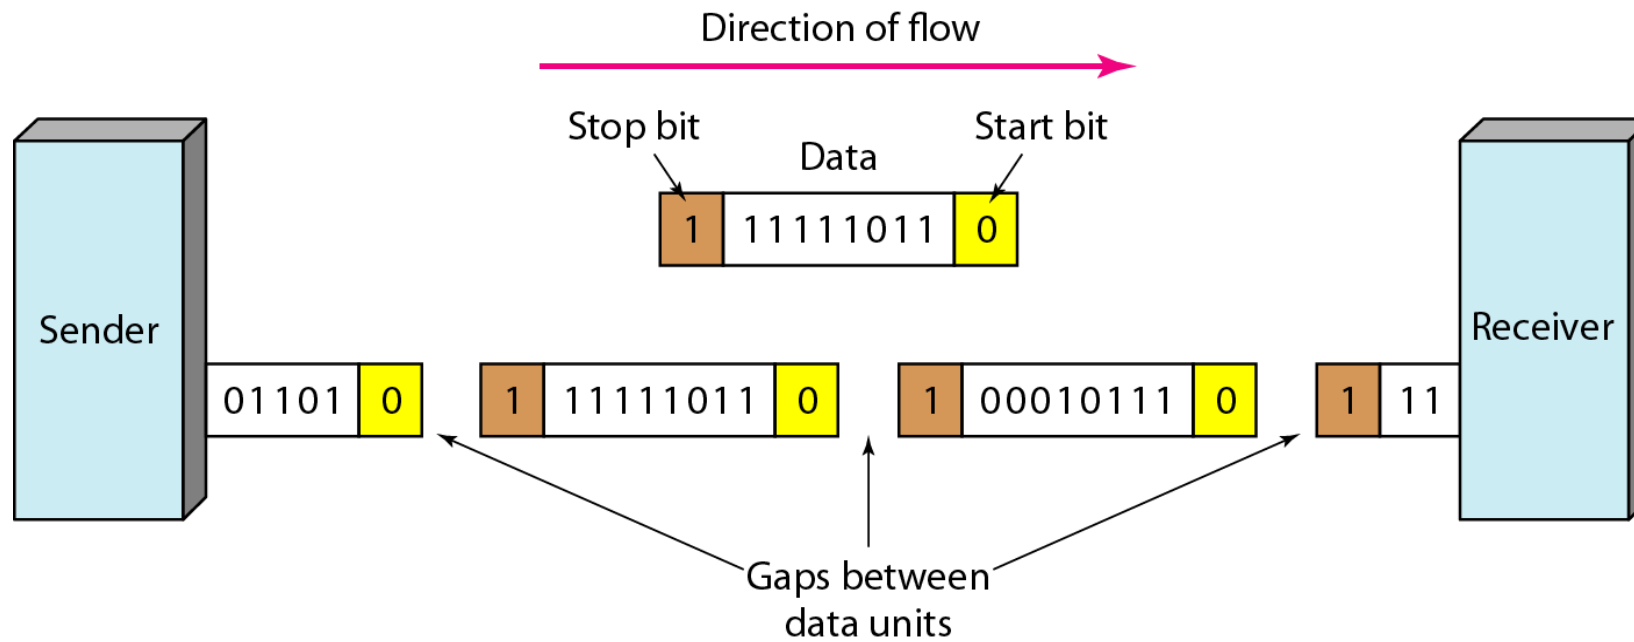 Direction of flow
Stop bit
Start bit
Data
1 11111011 0
Sender
Receiver
01101 0 1 11111011 0 1 00010111 0 1 11
Gaps between
data units